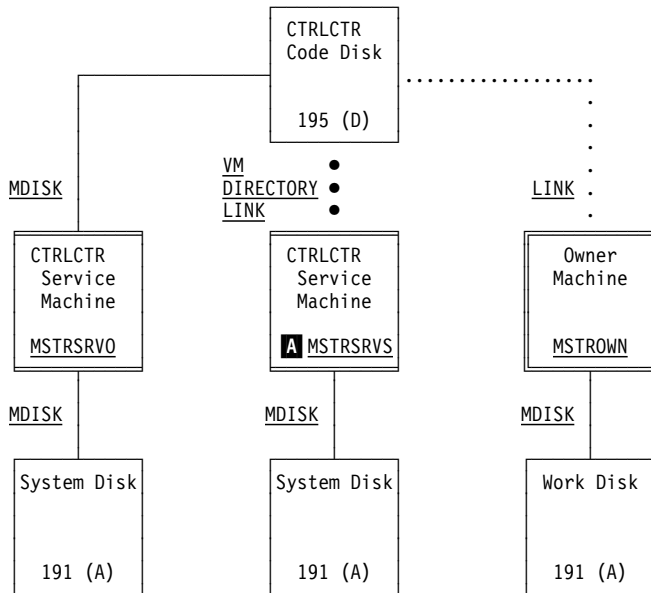 CTRLCTR
Code Disk
195 (D)
VM
DIRECTORY
LINK
MDISK
LINK
CTRLCTR
Service
Machine
MSTRSRVO
CTRLCTR
Service
Machine
A MSTRSRVS
Owner
Machine
MSTROWN
MDISK
MDISK
MDISK
System Disk
191 (A)
System Disk
191 (A)
Work Disk
191 (A)